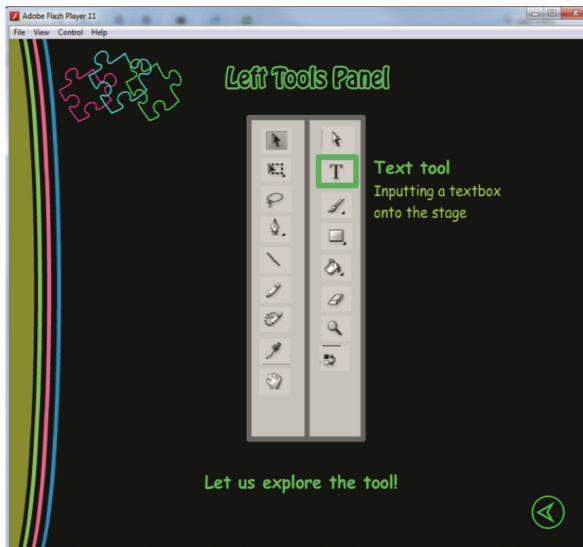 Adobe Flash Player 11
File View Control Help
Left Tools Panel
T
Text tool
Inputting a textbox
onto the stage
Let us explore the tool!